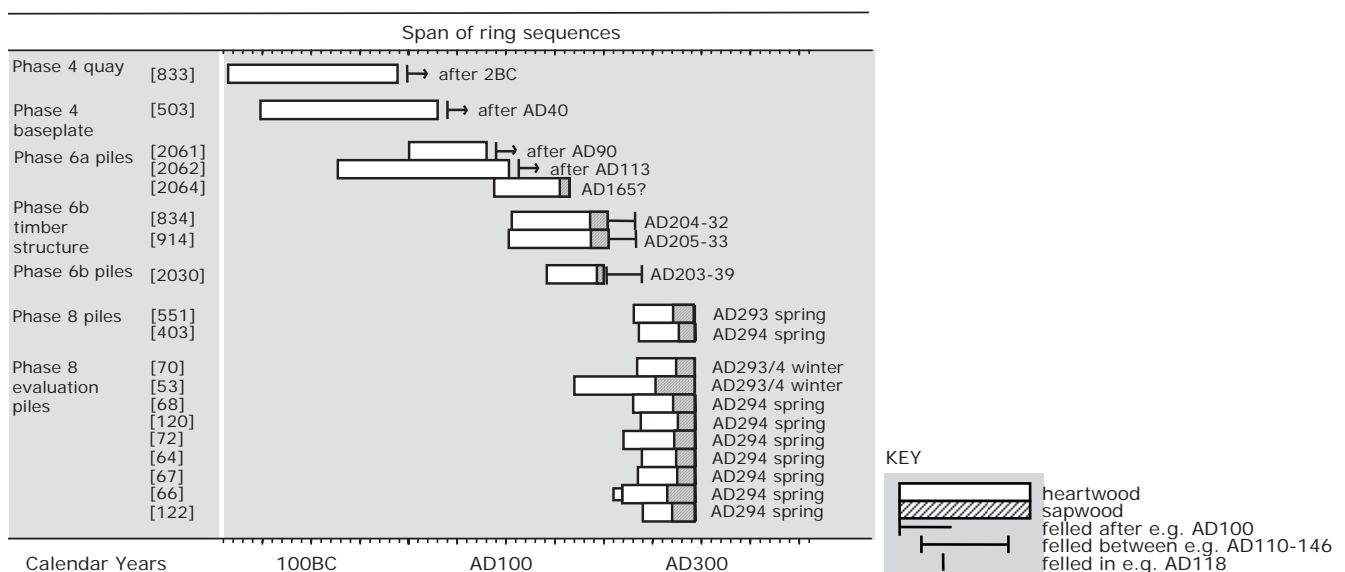 Span of ring sequences
Phase 4 quay [833] after 2BC
Phase 4 [503] after AD40
baseplate
Phase 6a piles [2061] after AD90
[2062] after AD113
[2064] AD165?
Phase 6b
timber [834] AD204-32
structure [914] AD205-33
Phase 6b piles [2030] AD203-39
Phase 8 piles [551] AD293 spring
[403] AD294 spring
Phase 8 [70] AD293/4 winter
evaluation [53] AD293/4 winter
piles [68] AD294 spring
[120] AD294 spring
[72] AD294 spring
[64] AD294 spring
[67] AD294 spring
[66] AD294 spring
[122] AD294 spring
Calendar Years 100BC AD100 AD300
KEY
heartwood
sapwood
felled after e.g. AD100
felled between e.g. AD110-146
felled in e.g. AD118